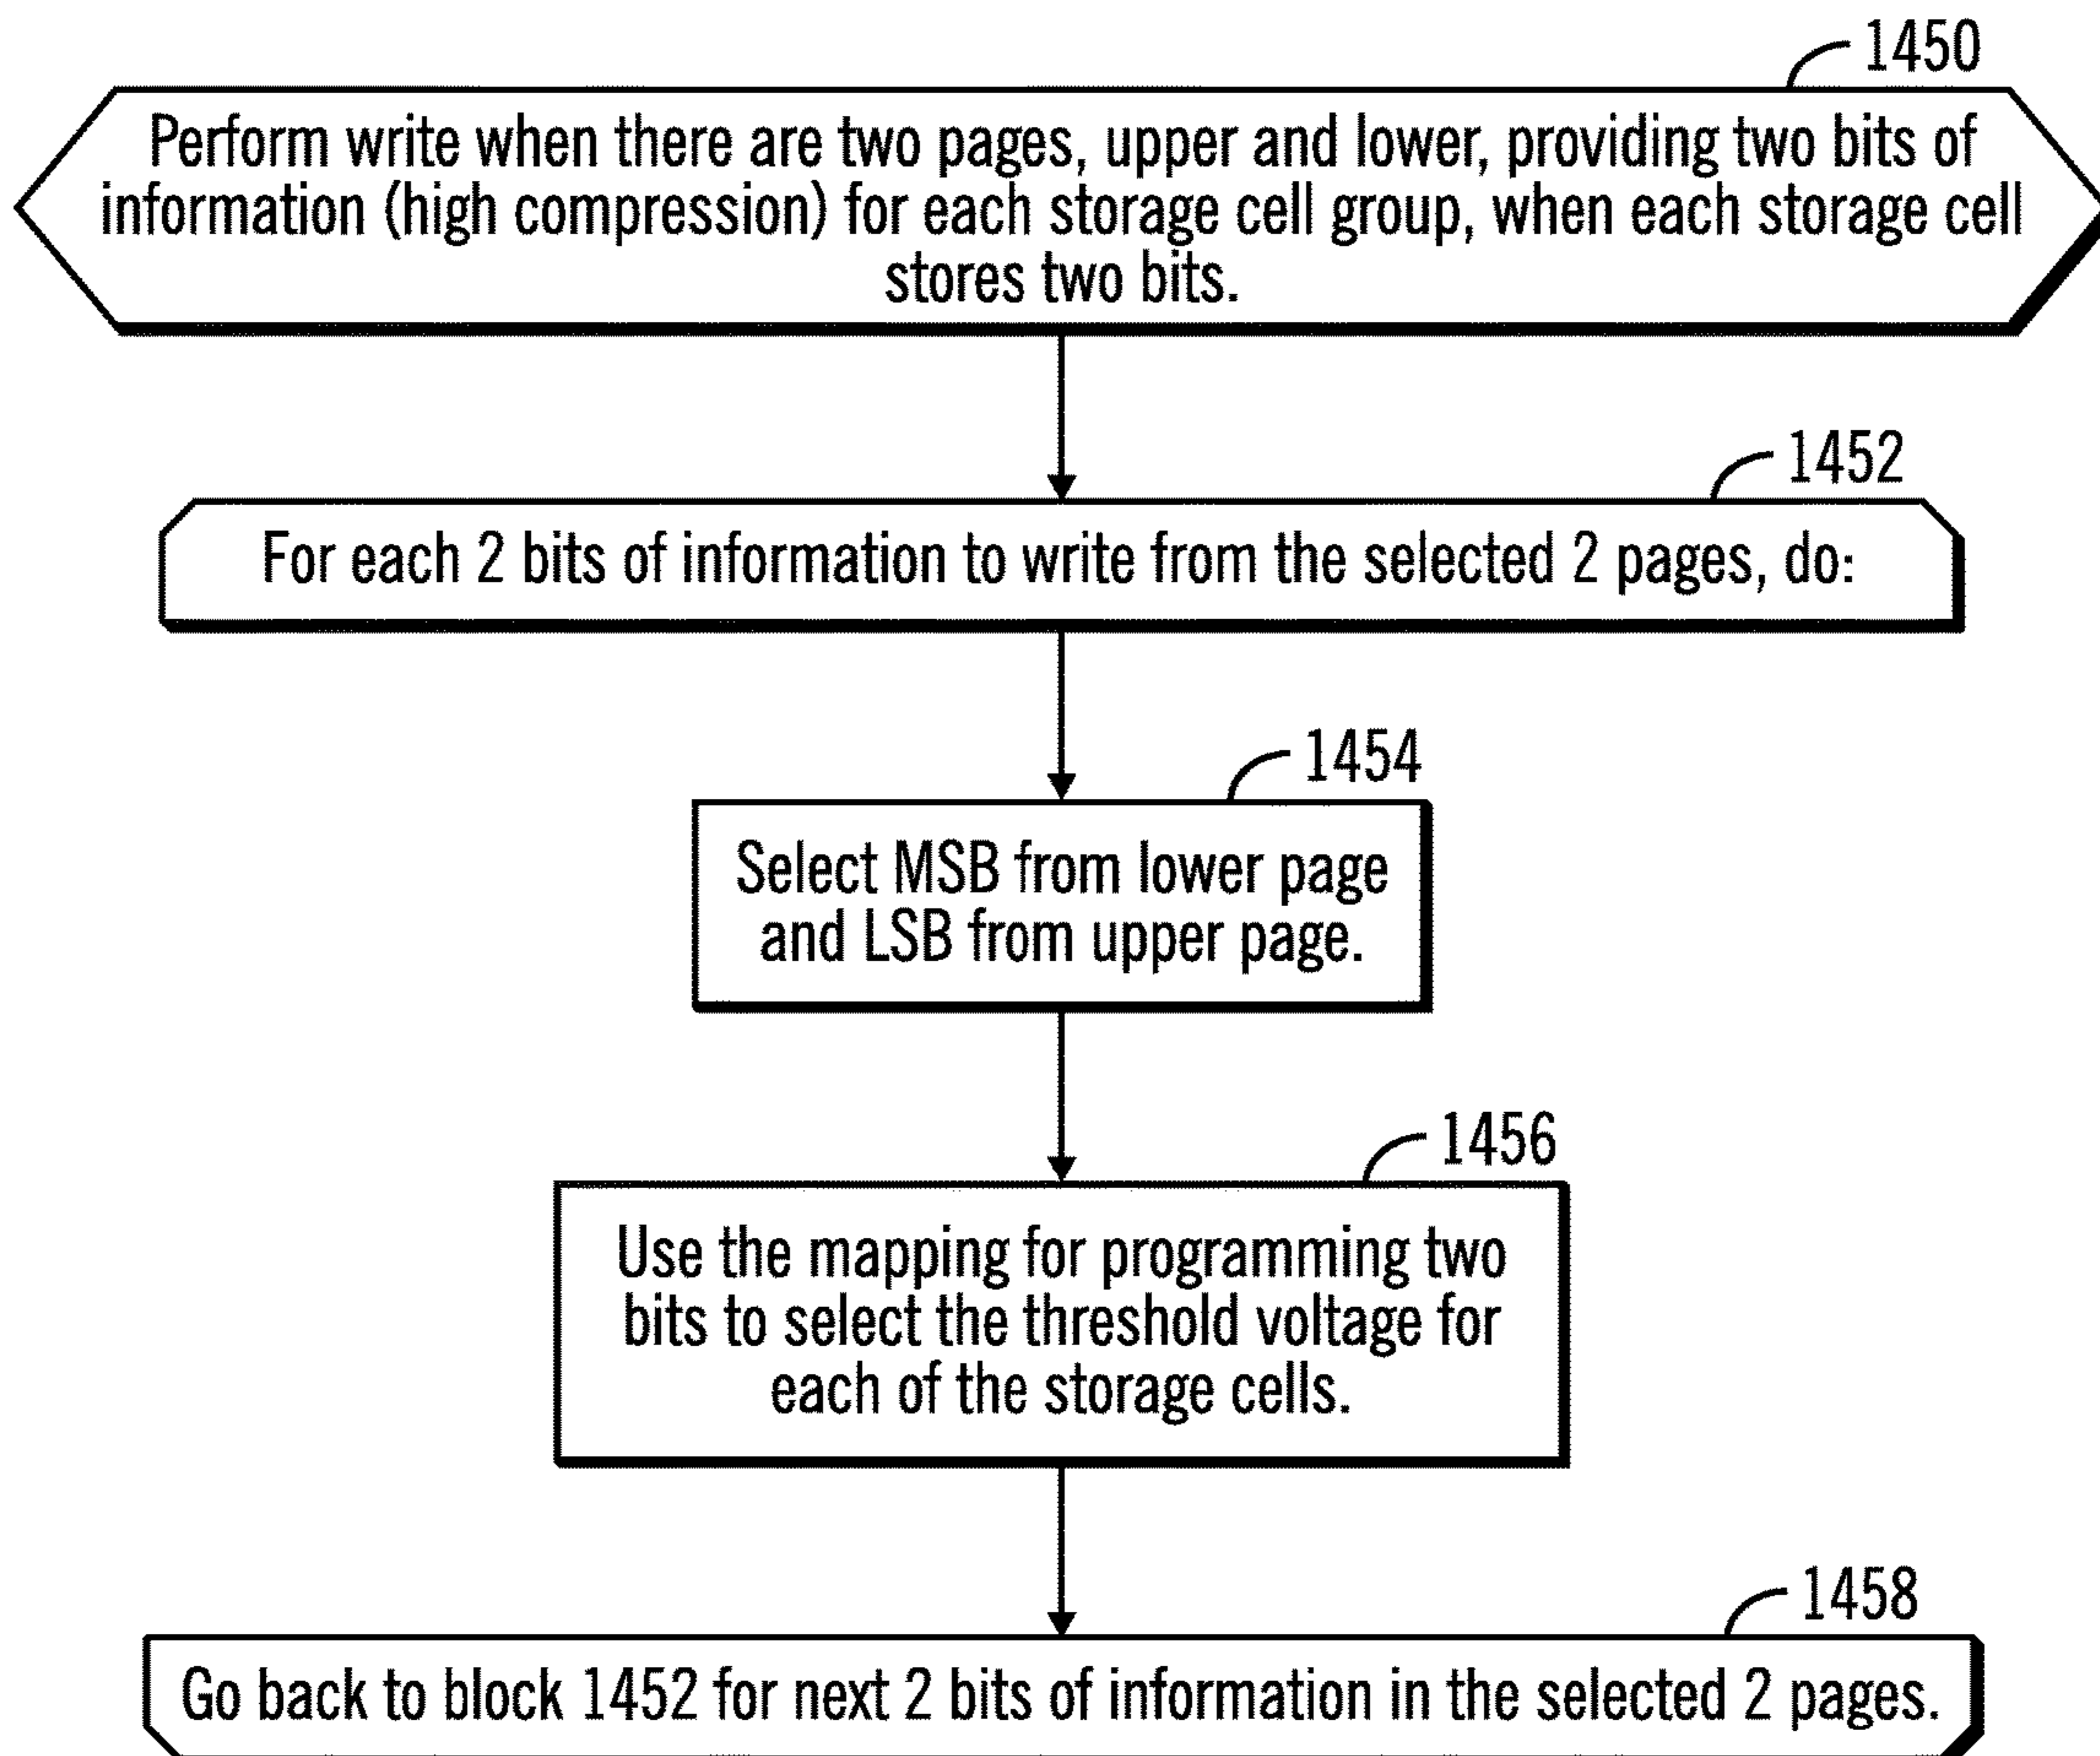 1450
Perform write when there are two pages, upper and lower, providing two bits of
information (high compression) for each storage cell group, when each storage cell
stores two bits.
1452
For each 2 bits of information to write from the selected 2 pages, do:
1454
Select MSB from lower page
and LSB from upper page.
1456
Use the mapping for programming two
bits to select the threshold voltage for
each of the storage cells.
1458
Go back to block 1452 for next 2 bits of information in the selected 2 pages.